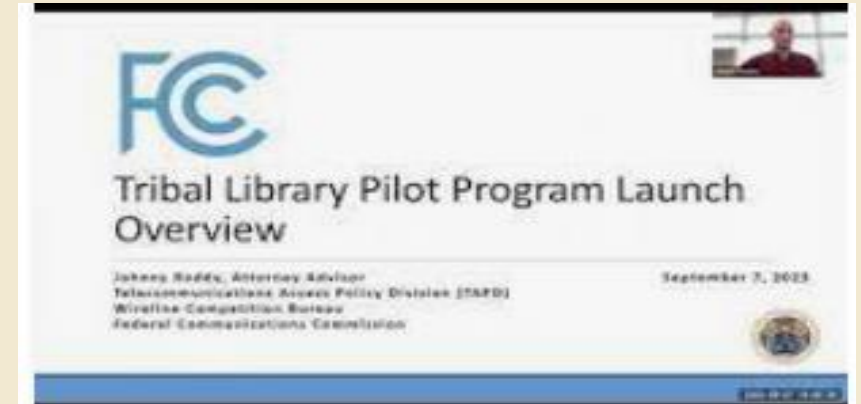 FCC
Tribal Library Pilot Program Launch
Overview
Johnny Roddy, Attorney Advisor
September 7, 2023
Telecommunications Access Policy Division (TAPD)
Wireline Competition Bureau
Federal Communications Commission